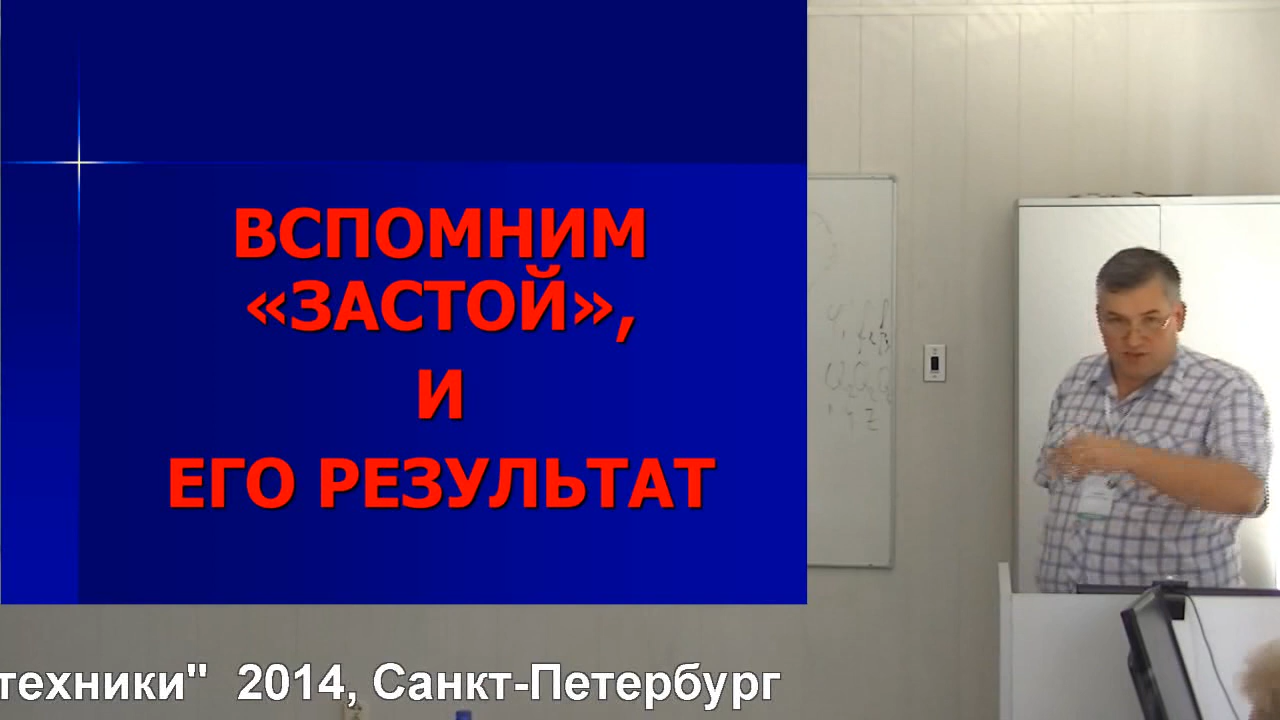 ВСПОМНИМ
«ЗАСТОЙ»,
И
ЕГО РЕЗУЛЬТАТ
техники" 2014, Санкт-Петербург